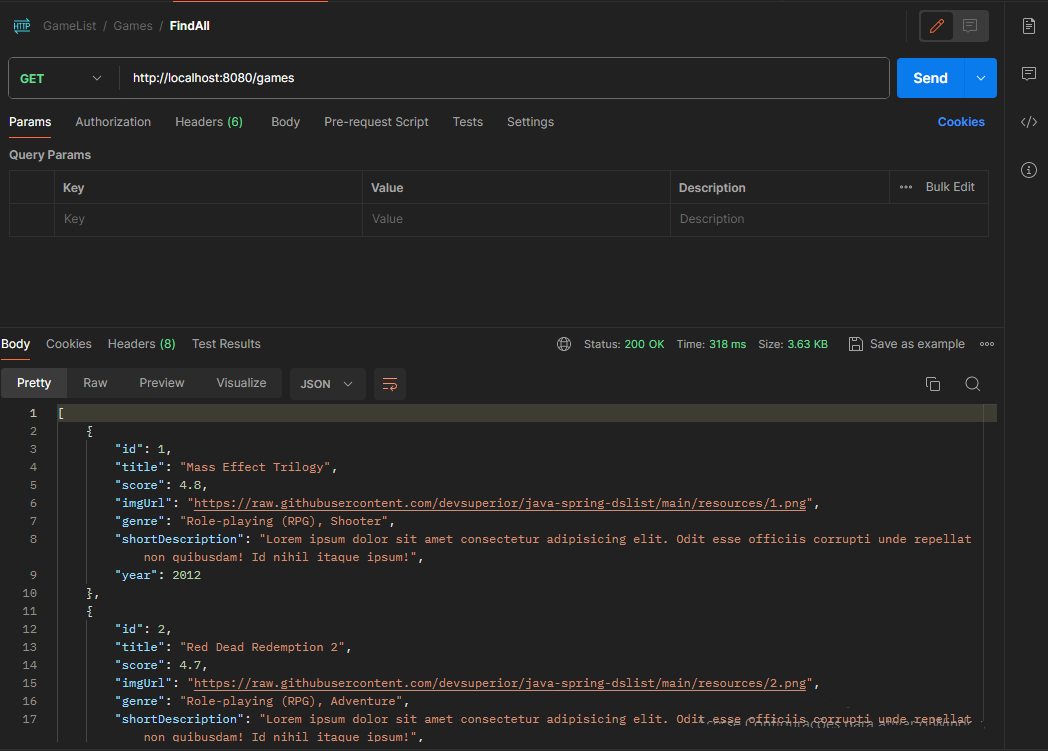 HTTP GameList / Games / FindAll
GET http://localhost:8080/games Send
Params Authorization Headers (6) Body Pre-request Script Tests Settings Cookies
Query Params
Key Value Description ••• Bulk Edit
Key Value Description
Body Cookies Headers (8) Test Results Status: 200 OK Time: 318 ms Size: 3.63 KB Save as example
Pretty Raw Preview Visualize JSON
1 [
2 {
3 "id": 1,
4 "title": "Mass Effect Trilogy",
5 "score": 4.8,
6 "imgUrl": "https://raw.githubusercontent.com/devsuperior/java-spring-dslist/main/resources/1.png",
7 "genre": "Role-playing (RPG), Shooter",
8 "shortDescription": "Lorem ipsum dolor sit amet consectetur adipisicing elit. Odit esse officiis corrupti unde repellat
non quibusdam! Id nihil itaque ipsum!",
9 "year": 2012
10 },
11 {
12 "id": 2,
13 "title": "Red Dead Redemption 2",
14 "score": 4.7,
15 "imgUrl": "https://raw.githubusercontent.com/devsuperior/java-spring-dslist/main/resources/2.png",
16 "genre": "Role-playing (RPG), Adventure",
17 "shortDescription": "Lorem ipsum dolor sit amet consectetur adipisicing elit. Odit esse officiis corrupti unde repellat
non quibusdam! Id nihil itaque ipsum!",